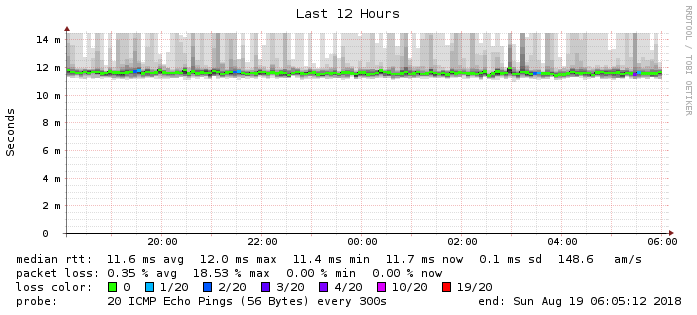 Last 12 Hours
RRDTOOL / TOBI OETIKER
Seconds
14 m
12 m
10 m
8 m
6 m
4 m
2 m
0
20:00 22:00 00:00 02:00 04:00 06:00
median rtt: 11.6 ms avg 12.0 ms max 11.4 ms min 11.7 ms now 0.1 ms sd 148.6 am/s
packet loss: 0.35 % avg 18.53 % max 0.00 % min 0.00 % now
loss color: 0 1/20 2/20 3/20 4/20 10/20 19/20
probe: 20 ICMP Echo Pings (56 Bytes) every 300s end: Sun Aug 19 06:05:12 2018